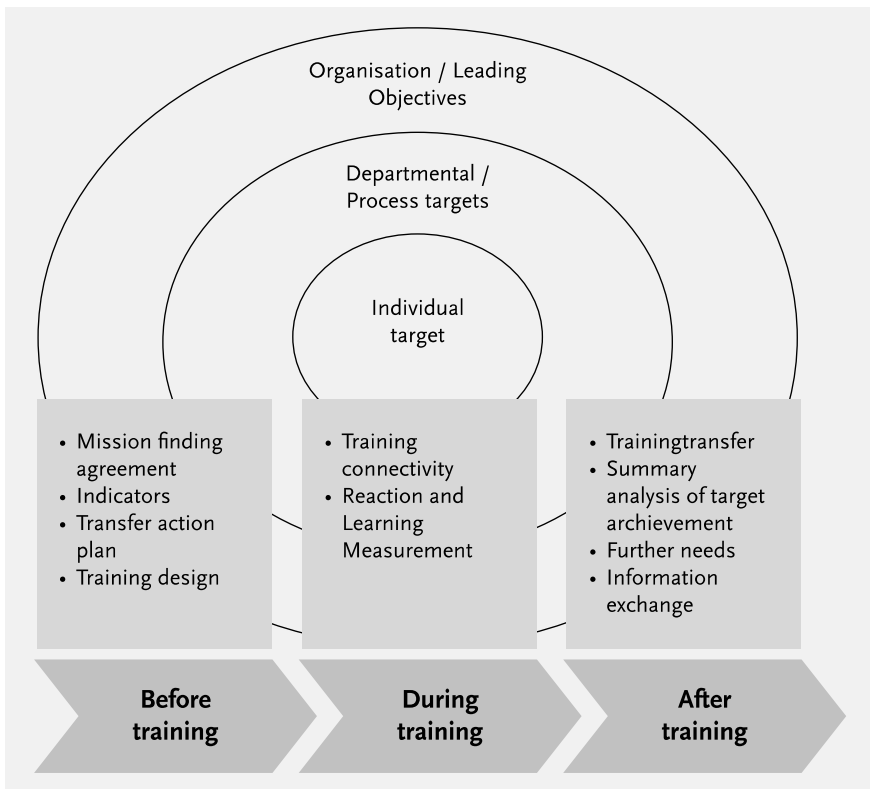 Organisation / Leading
Objectives
Departmental /
Process targets
Individual
target
• Mission finding
agreement
• Indicators
• Transfer action
plan
• Training design
• Training
connectivity
• Reaction and
Learning
Measurement
• Trainingtransfer
• Summary
analysis of target
archievement
• Further needs
• Information
exchange
Before
training
During
training
After
training